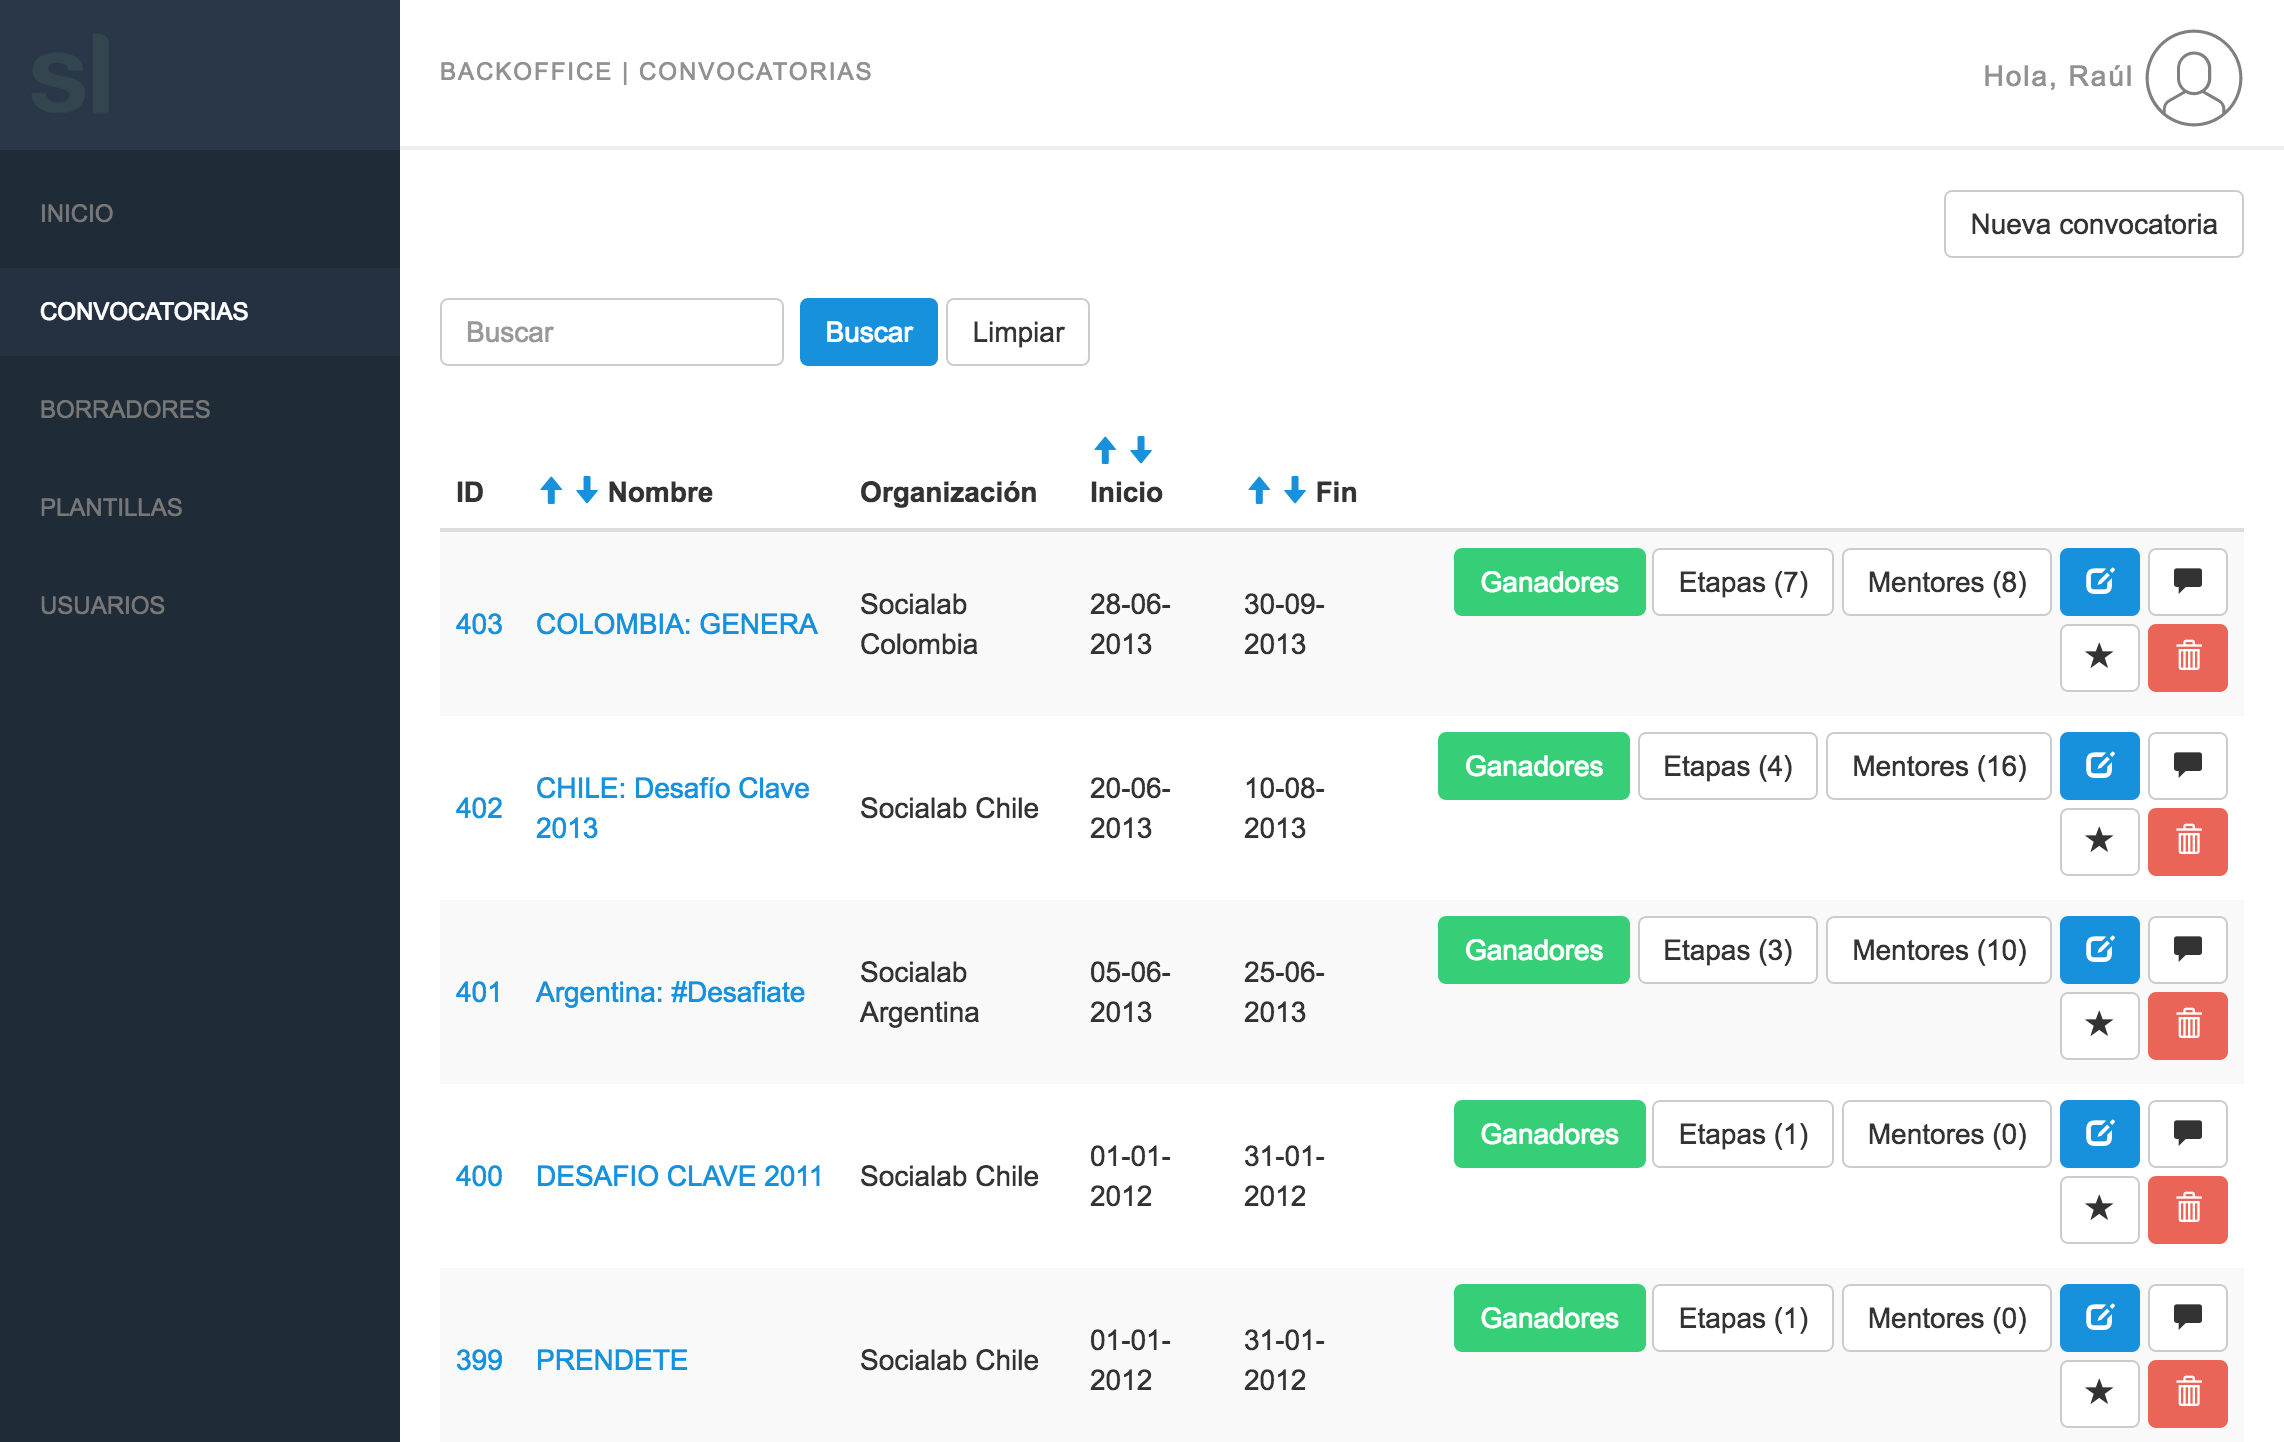 sl
BACKOFFICE | CONVOCATORIAS
Hola, Raúl
INICIO
CONVOCATORIAS
BORRADORES
PLANTILLAS
USUARIOS
Nueva convocatoria
Buscar Buscar Limpiar
ID Nombre Organización Inicio Fin
403 COLOMBIA: GENERA Socialab Colombia 28-06-2013 30-09-2013 Ganadores Etapas (7) Mentores (8)
402 CHILE: Desafío Clave 2013 Socialab Chile 20-06-2013 10-08-2013 Ganadores Etapas (4) Mentores (16)
401 Argentina: #Desafiate Socialab Argentina 05-06-2013 25-06-2013 Ganadores Etapas (3) Mentores (10)
400 DESAFIO CLAVE 2011 Socialab Chile 01-01-2012 31-01-2012 Ganadores Etapas (1) Mentores (0)
399 PRENDETE Socialab Chile 01-01-2012 31-01-2012 Ganadores Etapas (1) Mentores (0)